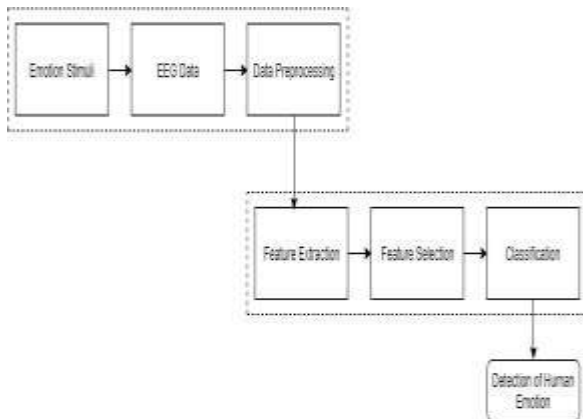 Emotion Stimuli
EEG Data
Data Preprocessing
Feature Extraction
Feature Selection
Classification
Detection of Human
Emotion